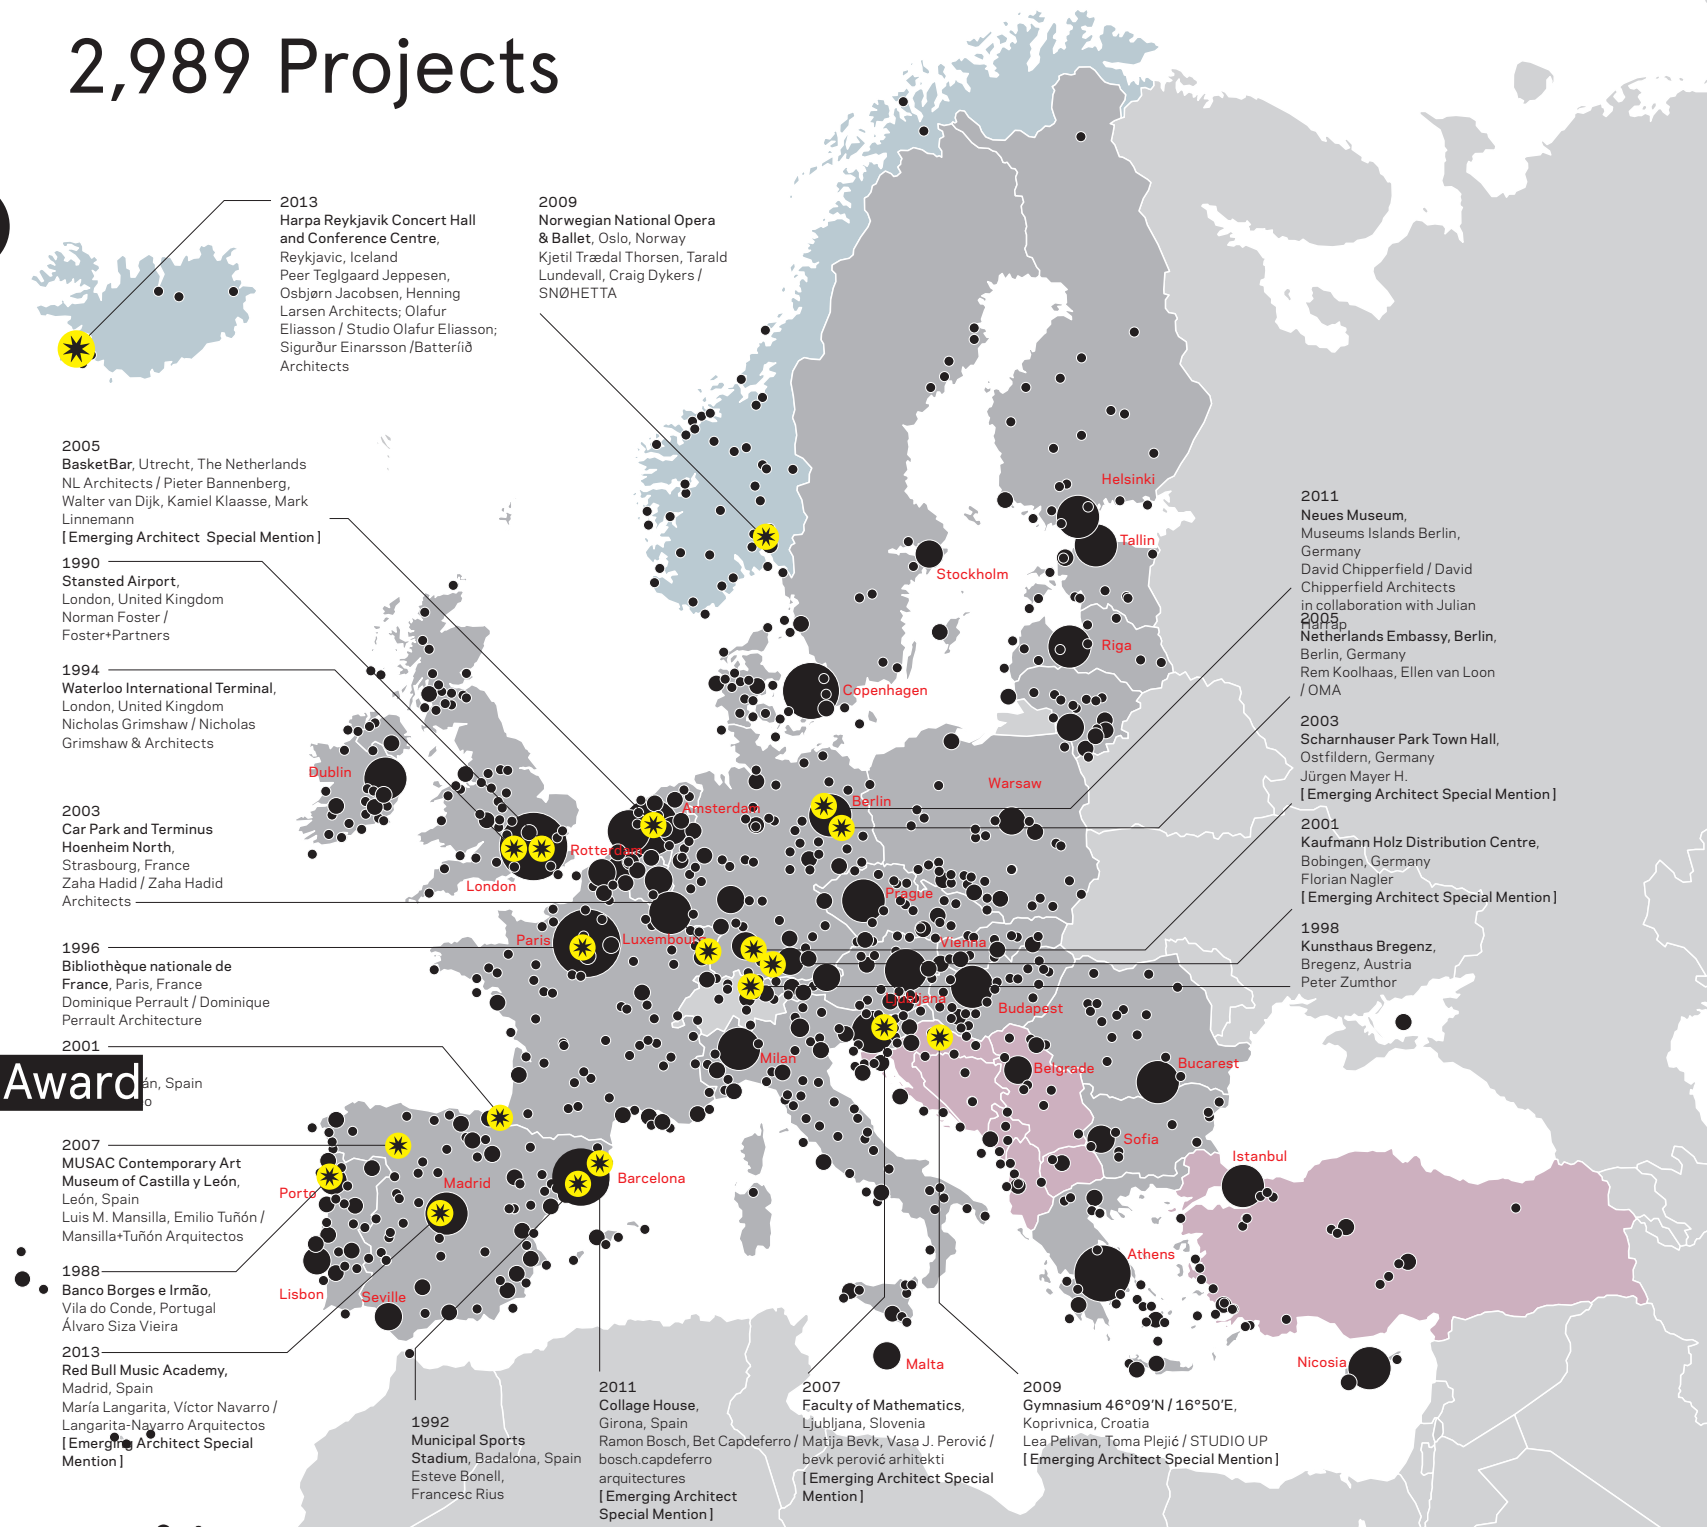 2,989 Projects
2013
Harpa Reykjavik Concert Hall
and Conference Centre,
Reykjavic, Iceland
Peer Teglgaard Jeppesen,
Osbjørn Jacobsen, Henning
Larsen Architects; Olafur
Eliasson / Studio Olafur Eliasson;
Sigurður Einarsson /Batteríið
Architects
2009
Norwegian National Opera
& Ballet, Oslo, Norway
Kjetil Trædal Thorsen, Tarald
Lundevall, Craig Dykers /
SNØHETTA
2005
BasketBar, Utrecht, The Netherlands
NL Architects / Pieter Bannenberg,
Walter van Dijk, Kamiel Klaasse, Mark
Linnemann
[Emerging Architect Special Mention]
1990
Stansted Airport,
London, United Kingdom
Norman Foster /
Foster+Partners
1994
Waterloo International Terminal,
London, United Kingdom
Nicholas Grimshaw / Nicholas
Grimshaw & Architects
2003
Car Park and Terminus
Hoenheim North,
Strasbourg, France
Zaha Hadid / Zaha Hadid
Architects
1996
Bibliothèque nationale de
France, Paris, France
Dominique Perrault / Dominique
Perrault Architecture
2001
Award
án, Spain
o
2007
MUSAC Contemporary Art
Museum of Castilla y León,
León, Spain
Luis M. Mansilla, Emilio Tuñón /
Mansilla+Tuñón Arquitectos
1988
Banco Borges e Irmão,
Vila do Conde, Portugal
Álvaro Siza Vieira
2013
Red Bull Music Academy,
Madrid, Spain
María Langarita, Víctor Navarro /
Langarita-Navarro Arquitectos
[Emerging Architect Special
Mention]
1992
Municipal Sports
Stadium, Badalona, Spain
Esteve Bonell,
Francesc Rius
2011
Collage House,
Girona, Spain
Ramon Bosch, Bet Capdeferro /
bosch.capdeferro
arquitectures
[Emerging Architect
Special Mention]
2007
Faculty of Mathematics,
Ljubljana, Slovenia
Matija Bevk, Vasa J. Perović /
bevk perović arhitekti
[Emerging Architect Special
Mention]
2009
Gymnasium 46°09'N / 16°50'E,
Koprivnica, Croatia
Lea Pelivan, Toma Plejić / STUDIO UP
[Emerging Architect Special Mention]
2011
Neues Museum,
Museums Islands Berlin,
Germany
David Chipperfield / David
Chipperfield Architects
in collaboration with Julian
Harrap
2005
Netherlands Embassy, Berlin,
Berlin, Germany
Rem Koolhaas, Ellen van Loon
/ OMA
2003
Scharnhauser Park Town Hall,
Ostfildern, Germany
Jürgen Mayer H.
[Emerging Architect Special Mention]
2001
Kaufmann Holz Distribution Centre,
Bobingen, Germany
Florian Nagler
[Emerging Architect Special Mention]
1998
Kunsthaus Bregenz,
Bregenz, Austria
Peter Zumthor
Helsinki
Tallin
Stockholm
Riga
Copenhagen
Dublin
Warsaw
Berlin
Amsterdam
Rotterdam
London
Prague
Paris
Luxembourg
Vienna
Ljubljana
Budapest
Milan
Belgrade
Bucarest
Sofia
Istanbul
Madrid
Barcelona
Porto
Lisbon
Seville
Athens
Malta
Nicosia